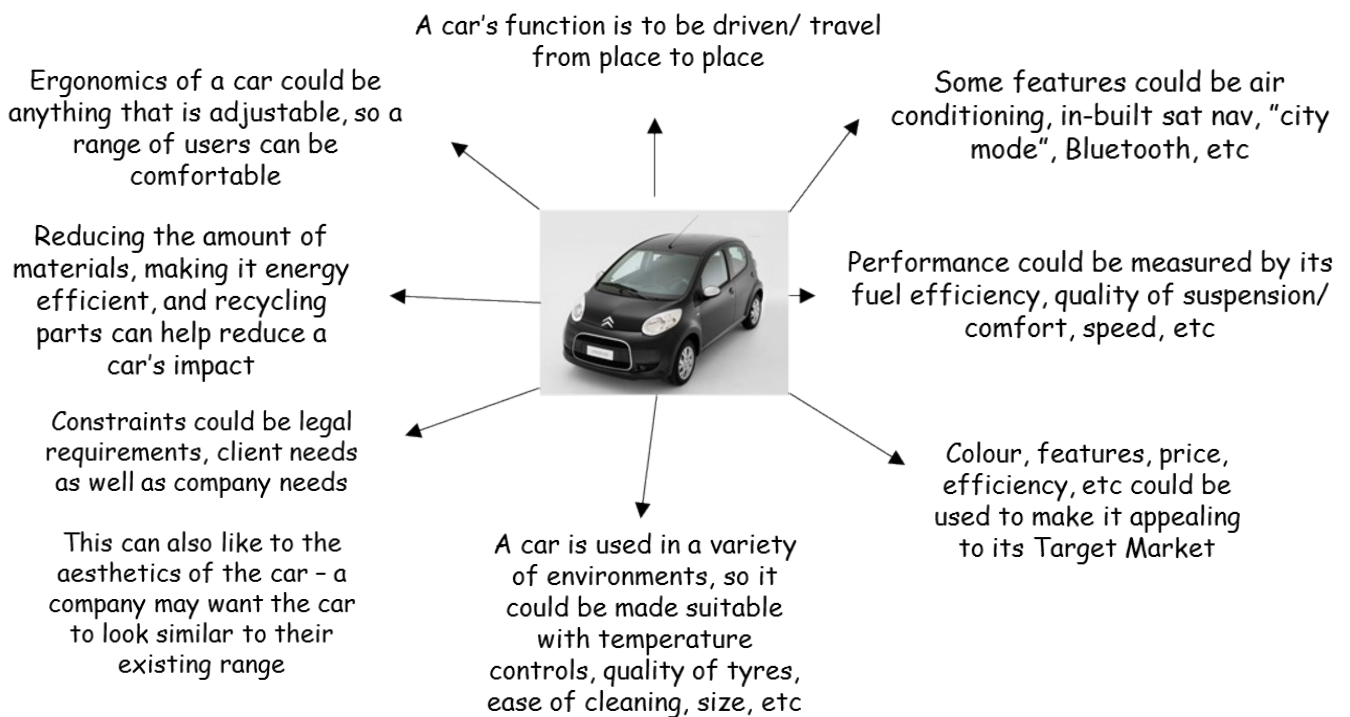 A car's function is to be driven/ travel
from place to place
Ergonomics of a car could be
anything that is adjustable, so a
range of users can be
comfortable
Some features could be air
conditioning, in-built sat nav, "city
mode", Bluetooth, etc
Reducing the amount of
materials, making it energy
efficient, and recycling
parts can help reduce a
car's impact
Performance could be measured by its
fuel efficiency, quality of suspension/
comfort, speed, etc
Constraints could be legal
requirements, client needs
as well as company needs
This can also like to the
aesthetics of the car – a
company may want the car
to look similar to their
existing range
A car is used in a variety
of environments, so it
could be made suitable
with temperature
controls, quality of tyres,
ease of cleaning, size, etc
Colour, features, price,
efficiency, etc could be
used to make it appealing
to its Target Market